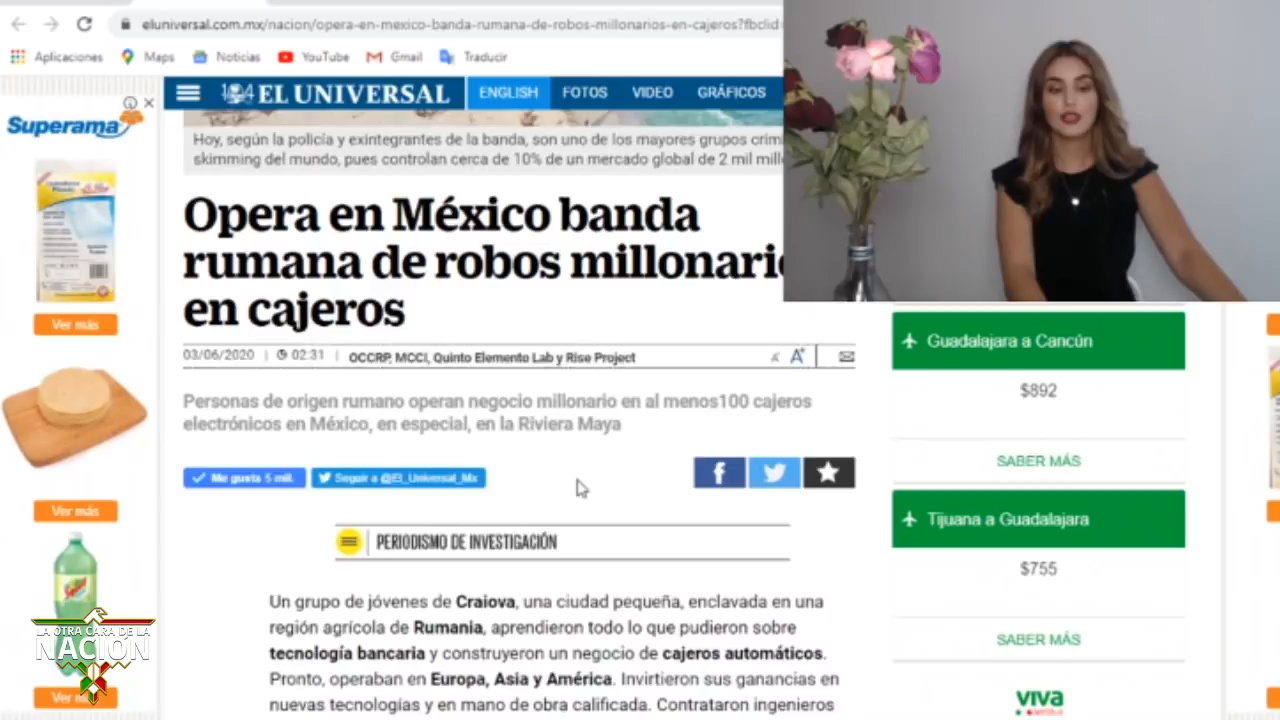 eluniversal.com.mx/nacion/opera-en-mexico-banda-rumana-de-robos-millonarios-en-cajeros?fbclid
Aplicaciones
Maps
Noticias
YouTube
Gmail
Traducir
EL UNIVERSAL
ENGLISH
FOTOS
VIDEO
GRÁFICOS
Superama
Hoy, según la policía y exintegrantes de la banda, son uno de los mayores grupos crim
skimming del mundo, pues controlan cerca de 10% de un mercado global de 2 mil mill
Opera en México banda
rumana de robos millonario
en cajeros
Ver más
03/06/2020 | 02:31 | OCCRP, MCCI, Quinto Elemento Lab y Rise Project
A+
Guadalajara a Cancún
$892
SABER MÁS
Personas de origen rumano operan negocio millonario en al menos100 cajeros
electrónicos en México, en especial, en la Riviera Maya
Me gusta 5 mil.
Seguir a @El_Universal_Mx
Ver más
Tijuana a Guadalajara
$755
SABER MÁS
PERIODISMO DE INVESTIGACIÓN
Un grupo de jóvenes de Craiova, una ciudad pequeña, enclavada en una
región agrícola de Rumania, aprendieron todo lo que pudieron sobre
tecnología bancaria y construyeron un negocio de cajeros automáticos.
Pronto, operaban en Europa, Asia y América. Invirtieron sus ganancias en
nuevas tecnologías y en mano de obra calificada. Contrataron ingenieros
LA OTRA CARA DE LA
NACIÓN
viva